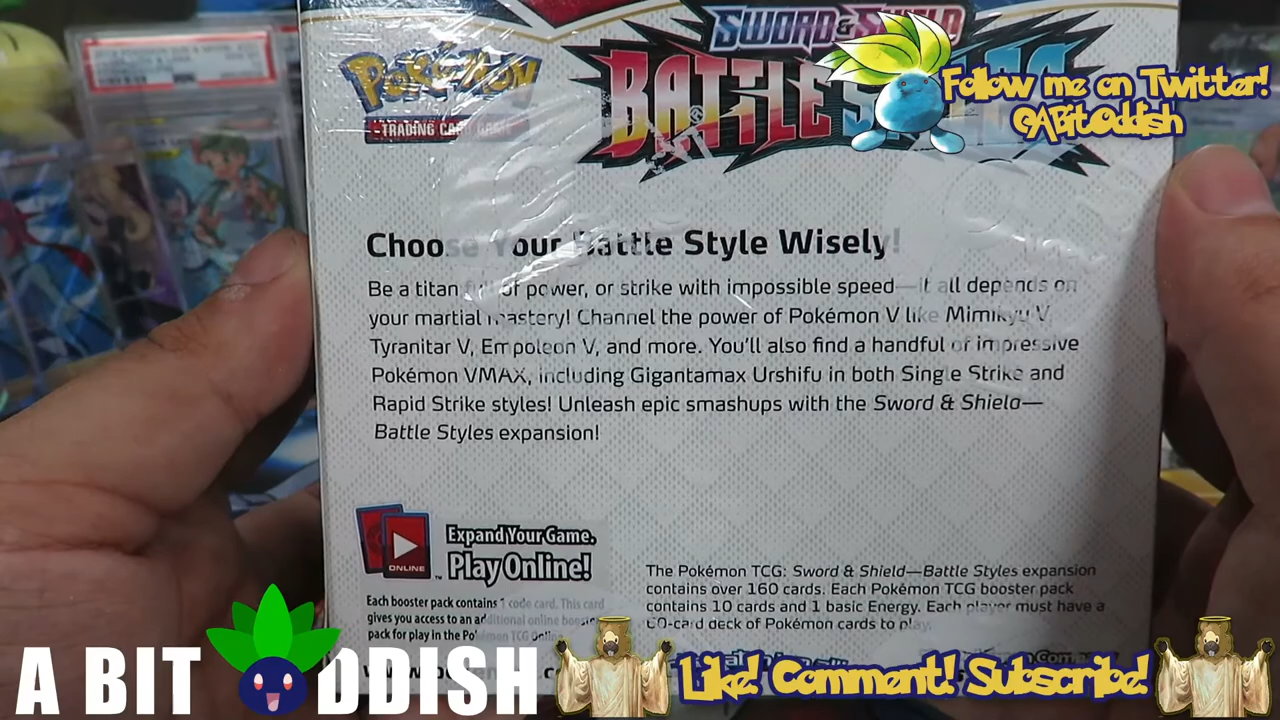 SWORD & SHIELD
POKéMON
TRADING CARD GAME
BATTLE
Follow me on Twitter!
@ABitOddish
Choose Your Battle Style Wisely!
Be a titan full of power, or strike with impossible speed—it all depends on
your martial mastery! Channel the power of Pokémon V like Mimikyu V,
Tyranitar V, Empoleon V, and more. You'll also find a handful of impressive
Pokémon VMAX, including Gigantamax Urshifu in both Single Strike and
Rapid Strike styles! Unleash epic smashups with the Sword & Shield—
Battle Styles expansion!
ONLINE
Expand Your Game.
Play Online!
Each booster pack contains 1 code card. This card
gives you access to an additional online booster
pack for play in the Pokémon TCG Online.
The Pokémon TCG: Sword & Shield—Battle Styles expansion
contains over 160 cards. Each Pokémon TCG booster pack
contains 10 cards and 1 basic Energy. Each player must have a
60-card deck of Pokémon cards to play.
A BIT ODDISH
Like! Comment! Subscribe!